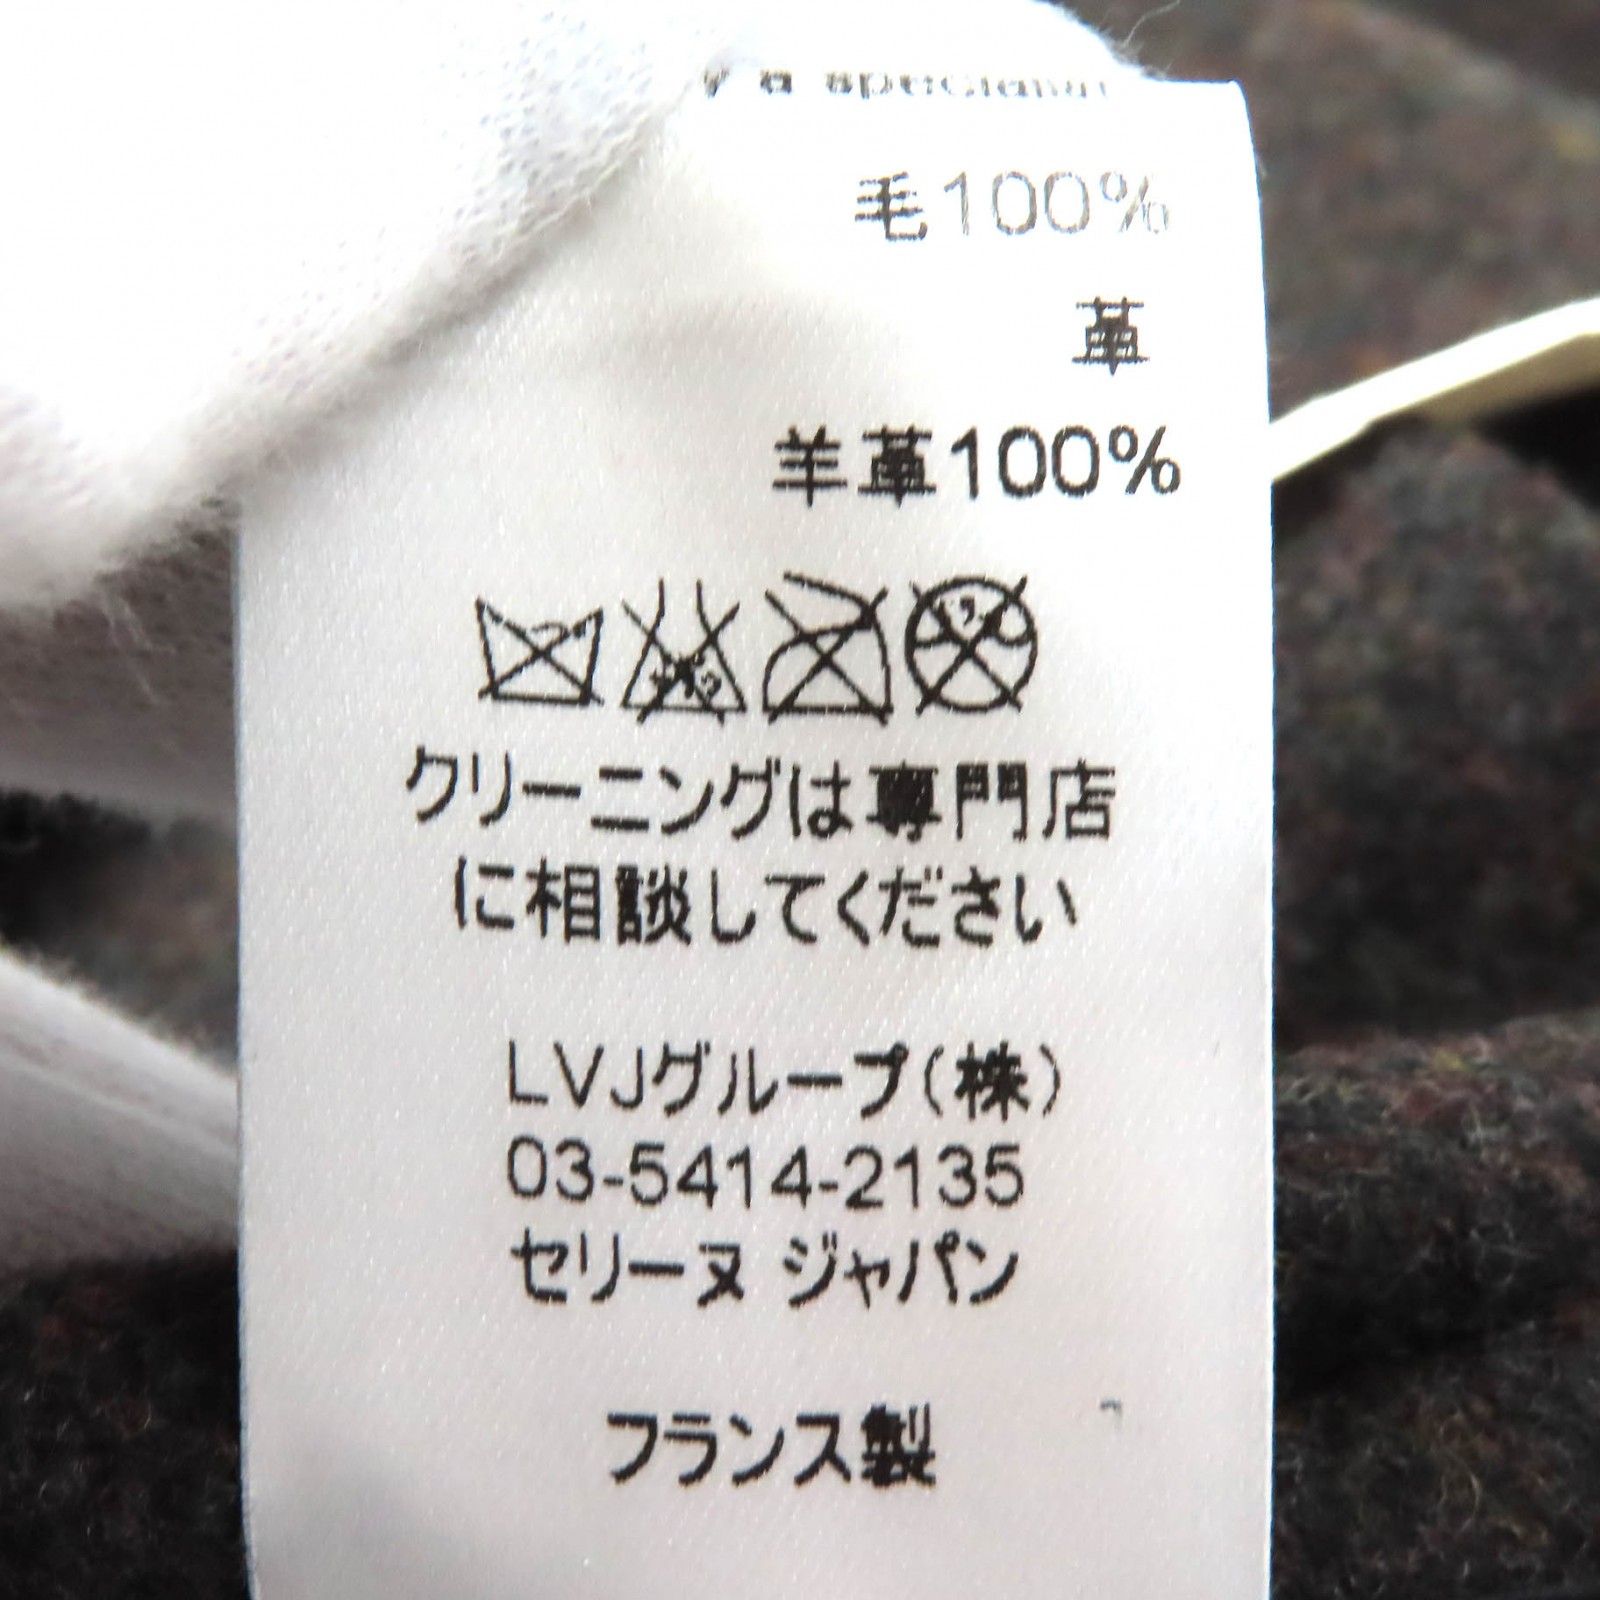 y a specialist
毛100%
革
羊革100%
クリーニングは専門店
に相談してください
LVJグループ(株)
03-5414-2135
セリーヌ ジャパン
フランス製